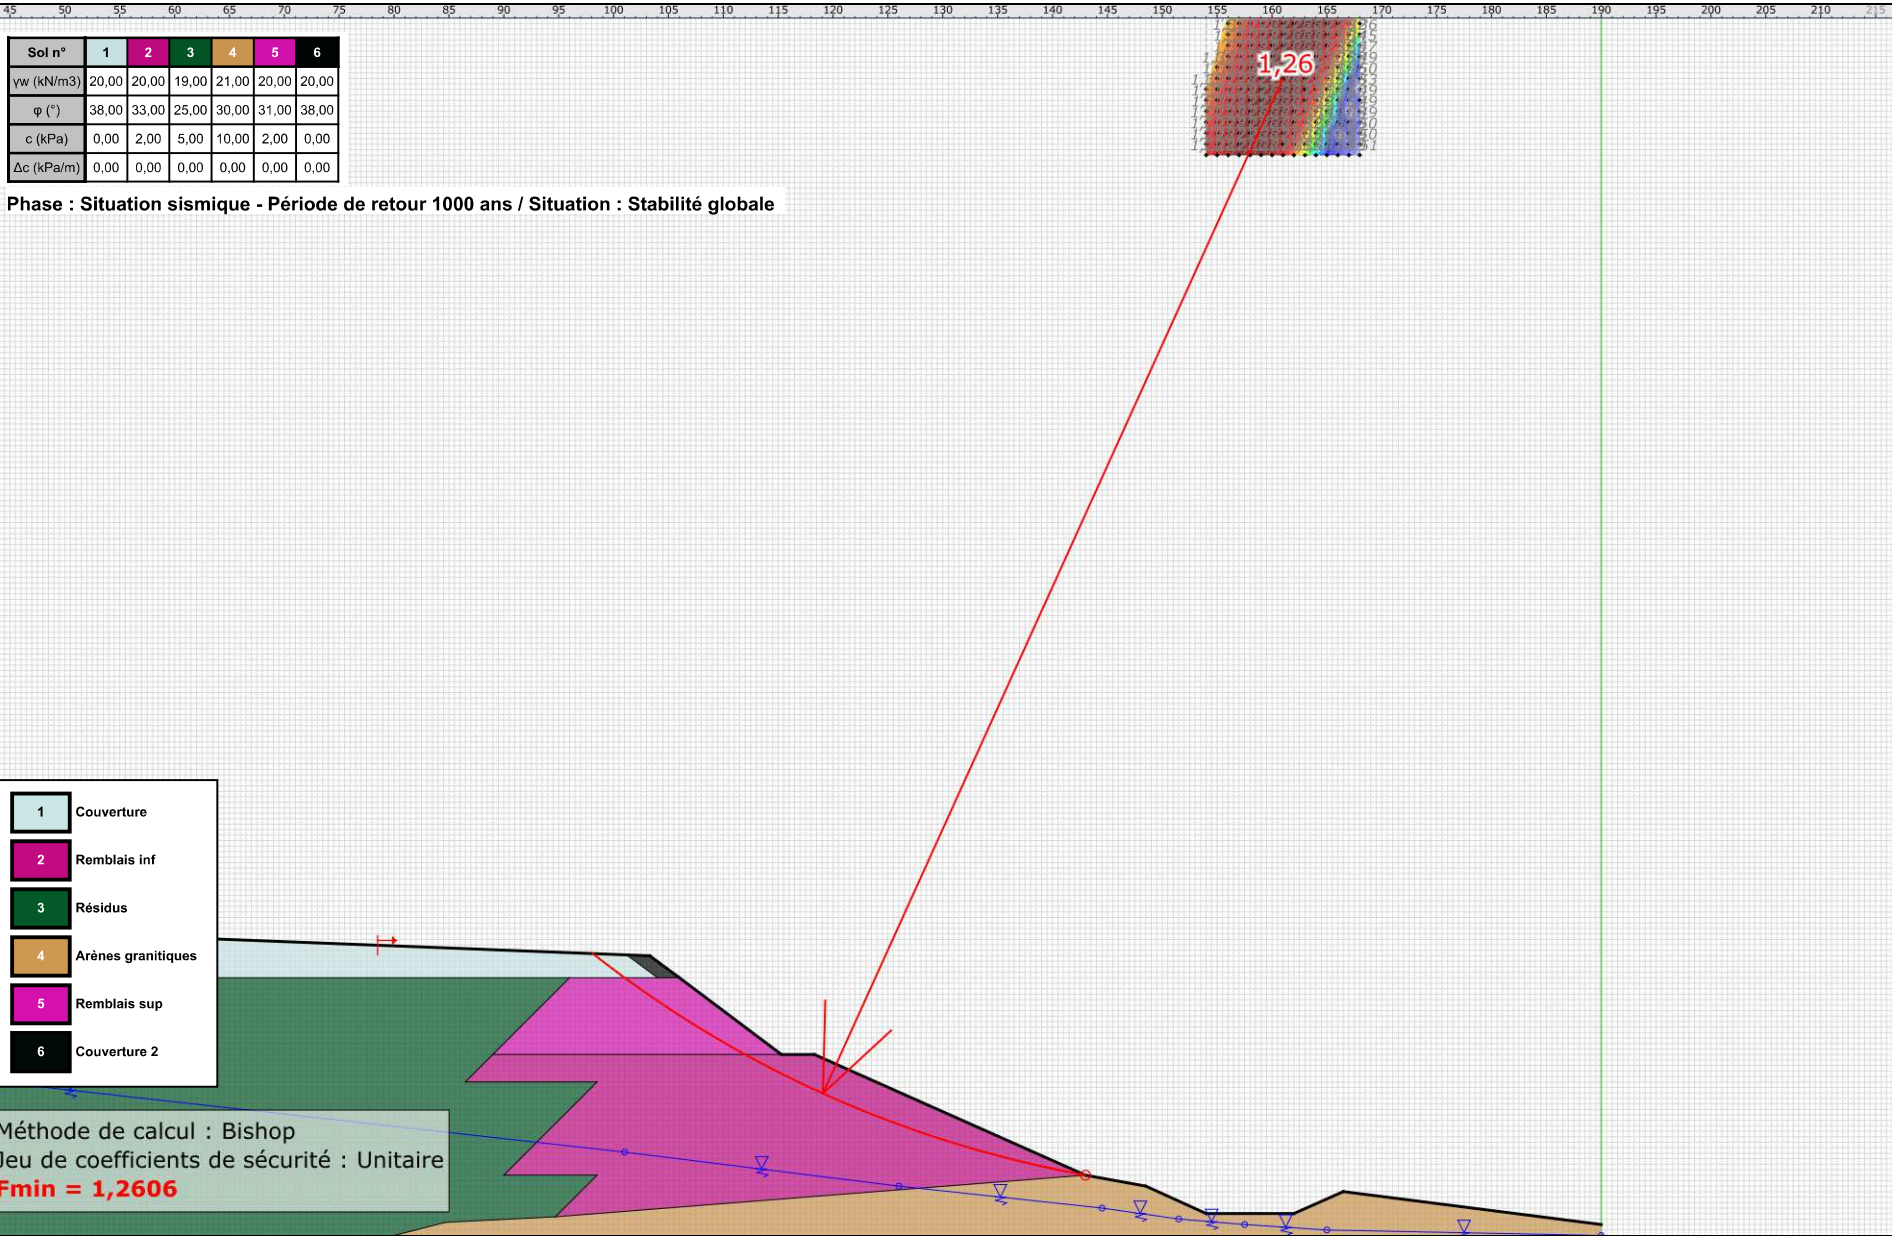 45 50 55 60 65 70 75 80 85 90 95 100 105 110 115 120 125 130 135 140 145 150 155 160 165 170 175 180 185 190 195 200 205 210 215
Sol n° 1 2 3 4 5 6
γw (kN/m3) 20,00 20,00 19,00 21,00 20,00 20,00
φ (°) 38,00 33,00 25,00 30,00 31,00 38,00
c (kPa) 0,00 2,00 5,00 10,00 2,00 0,00
Δc (kPa/m) 0,00 0,00 0,00 0,00 0,00 0,00
Phase : Situation sismique - Période de retour 1000 ans / Situation : Stabilité globale
1,26
1 Couverture
2 Remblais inf
3 Résidus
4 Arènes granitiques
5 Remblais sup
6 Couverture 2
Méthode de calcul : Bishop
Jeu de coefficients de sécurité : Unitaire
Fmin = 1,2606